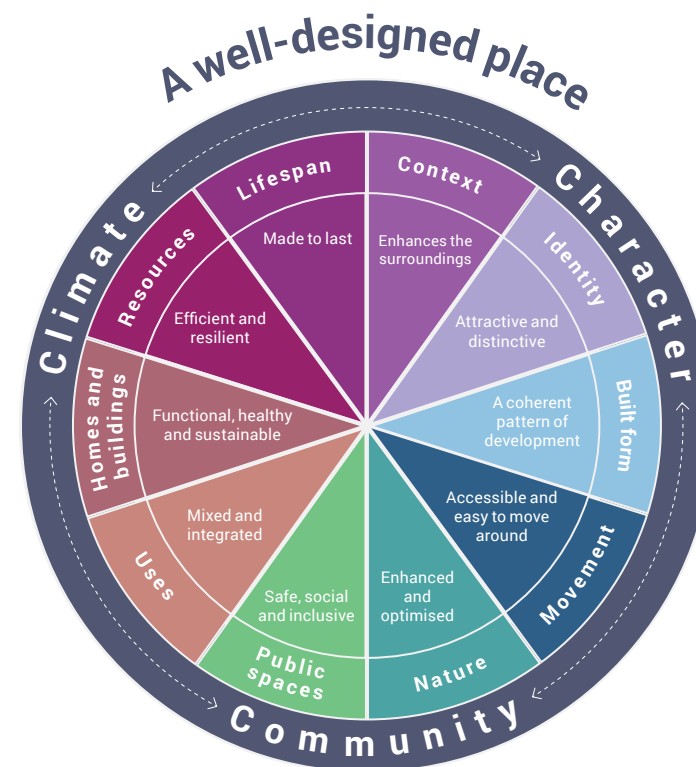 A well-designed place
Climate
Character
Community
Context
Enhances the
surroundings
Identity
Attractive and
distinctive
Built form
A coherent
pattern of
development
Movement
Accessible and
easy to move
around
Nature
Enhanced
and
optimised
Public
spaces
Safe, social
and inclusive
Uses
Mixed and
integrated
Homes and
buildings
Functional, healthy
and sustainable
Resources
Efficient and
resilient
Lifespan
Made to last